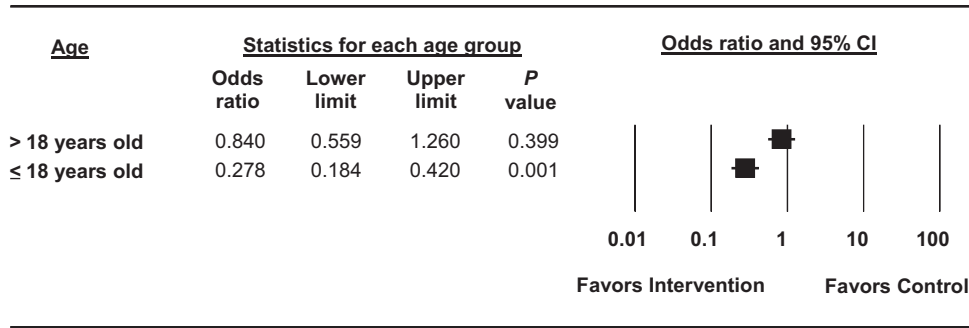 Age Statistics for each age group Odds ratio and 95% CI
Odds ratio Lower limit Upper limit P value
> 18 years old 0.840 0.559 1.260 0.399
≤ 18 years old 0.278 0.184 0.420 0.001
0.01 0.1 1 10 100
Favors Intervention Favors Control